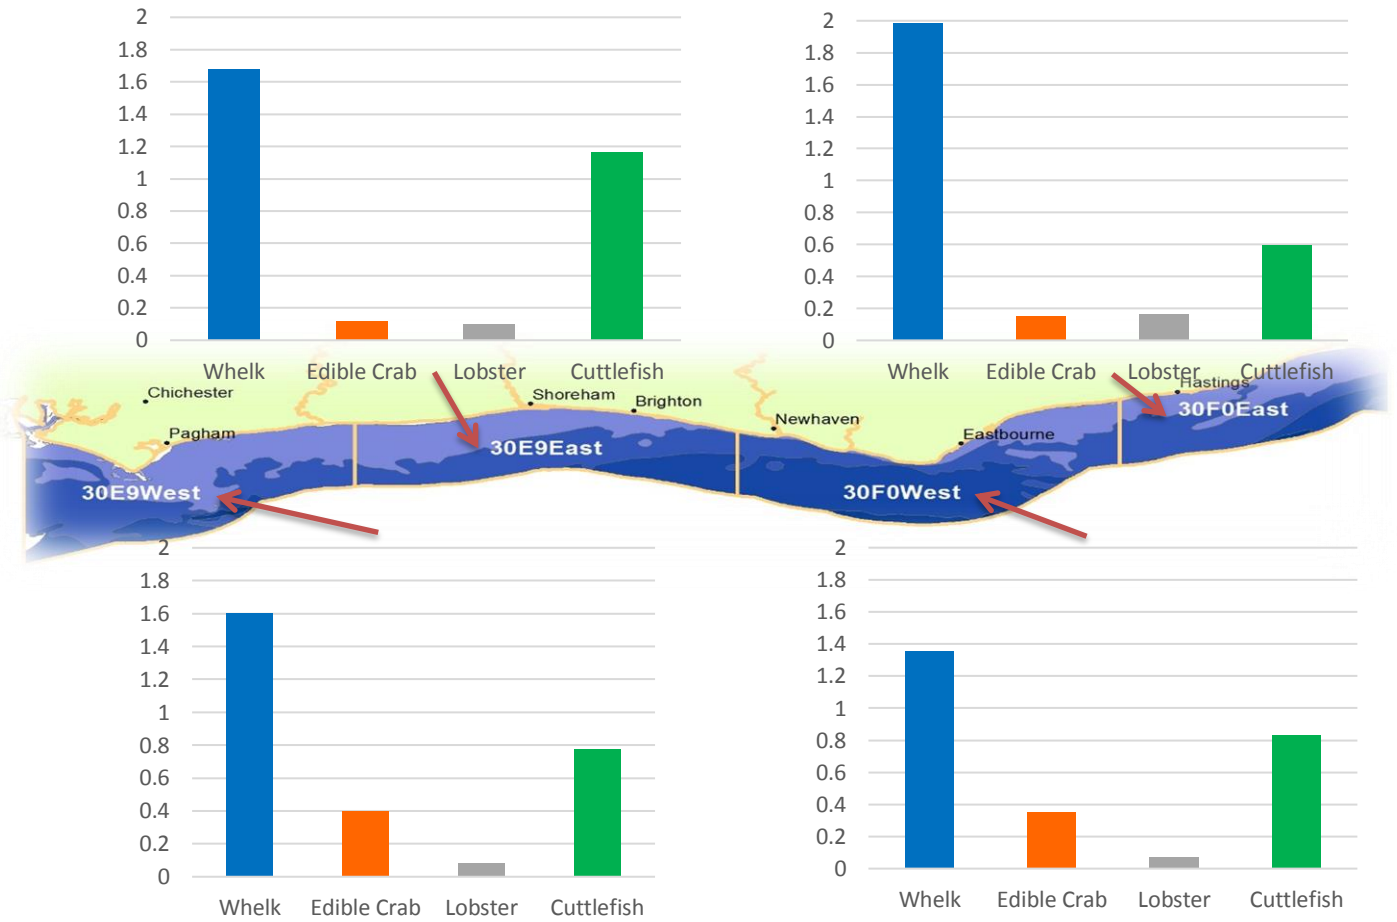 2
1.8
1.6
1.4
1.2
1
0.8
0.6
0.4
0.2
0
Whelk Edible Crab Lobster Cuttlefish
2
1.8
1.6
1.4
1.2
1
0.8
0.6
0.4
0.2
0
Whelk Edible Crab Lobster Cuttlefish
Chichester
Pagham
Shoreham
Brighton
Newhaven
Eastbourne
Hastings
30E9West
30E9East
30F0West
30F0East
2
1.8
1.6
1.4
1.2
1
0.8
0.6
0.4
0.2
0
Whelk Edible Crab Lobster Cuttlefish
2
1.8
1.6
1.4
1.2
1
0.8
0.6
0.4
0.2
0
Whelk Edible Crab Lobster Cuttlefish